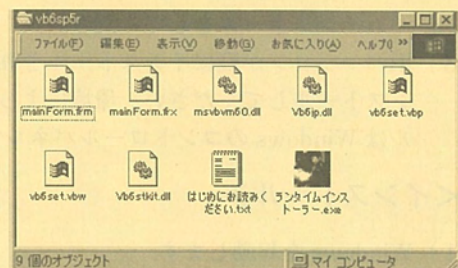 vb6sp5r
ファイル(F) 編集(E) 表示(V) 移動(G) お気に入り(A) ヘルプ( »
mainForm.frm mainForm.frx msvbvm60.dll Vb6jp.dll vb6set.vbp
vb6set.vbw Vb6stkit.dll はじめにお読みください.txt ランタイムインストーラー.exe
9 個のオブジェクト マイ コンピュータ